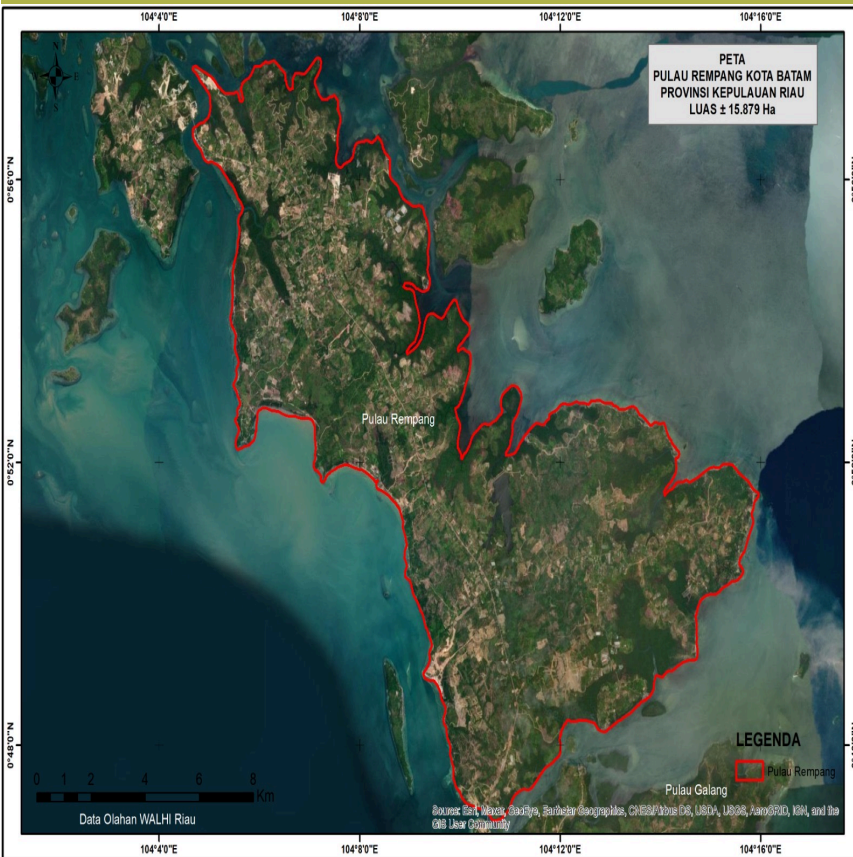 104°4'0"E 104°8'0"E 104°12'0"E 104°16'0"E
N
PETA
PULAU REMPANG KOTA BATAM
PROVINSI KEPULAUAN RIAU
LUAS ± 15.879 Ha
0°56'0"N
Pulau Rempang
0°52'0"N
0°48'0"N
LEGENDA
Pulau Rempang
Pulau Galang
0 1 2 4 6 8
Km
Data Olahan WALHI Riau
Source: Esri, Maxar, GeoEye, Earthstar Geographics, CNES/Airbus DS, USDA, USGS, AeroGRID, IGN, and the
GIS User Community
104°4'0"E 104°8'0"E 104°12'0"E 104°16'0"E